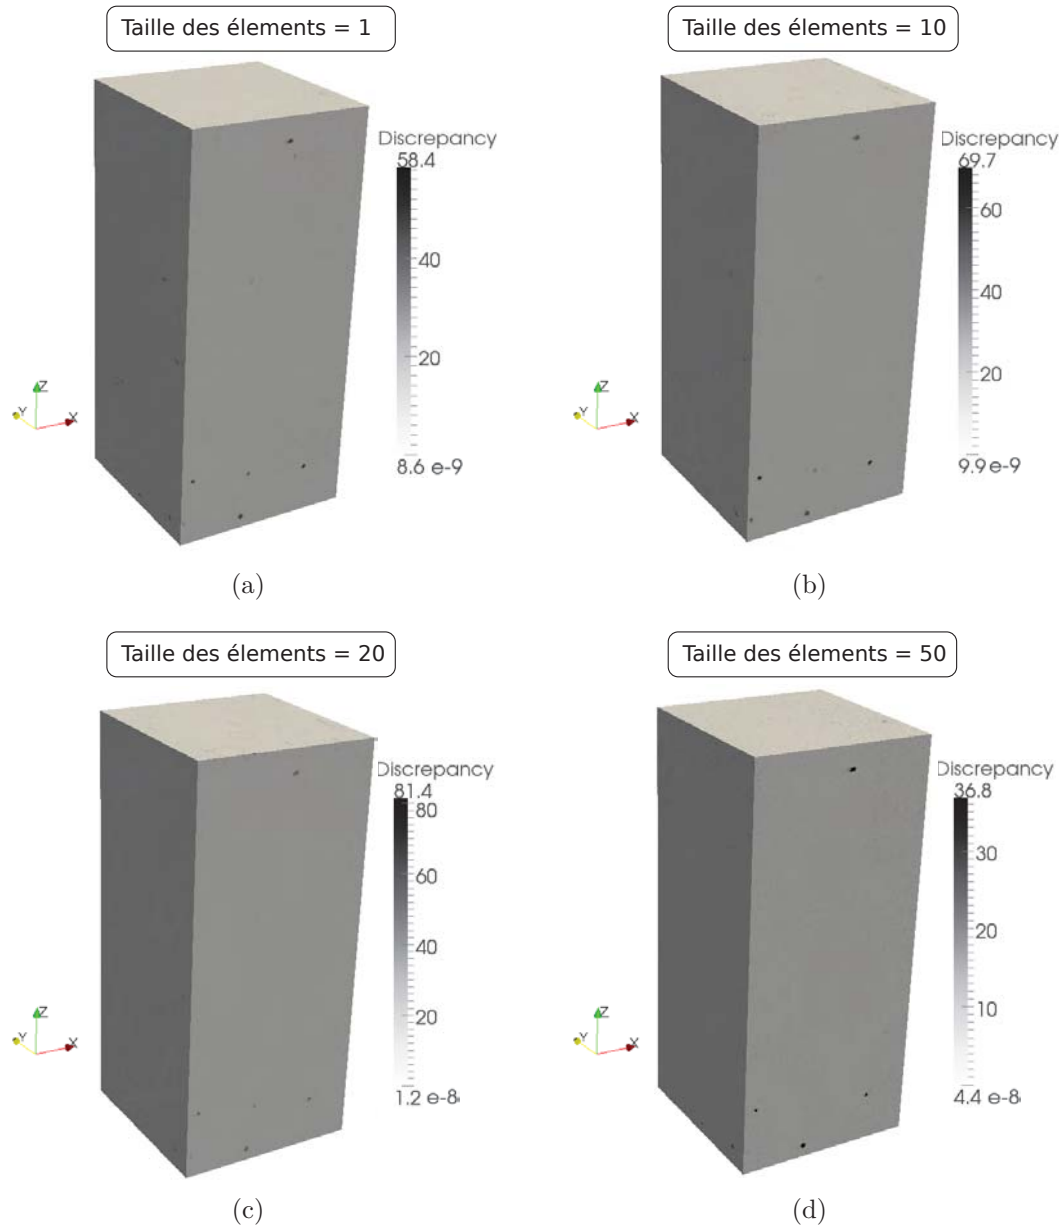 Taille des élements = 1
Discrepancy
58.4
40
20
8.6 e-9
Z
Y
X
(a)
Taille des élements = 10
Discrepancy
69.7
60
40
20
9.9 e-9
Z
Y
X
(b)
Taille des élements = 20
Discrepancy
81.4
80
60
40
20
1.2 e-8
Z
Y
X
(c)
Taille des élements = 50
Discrepancy
36.8
30
20
10
4.4 e-8
Z
Y
X
(d)